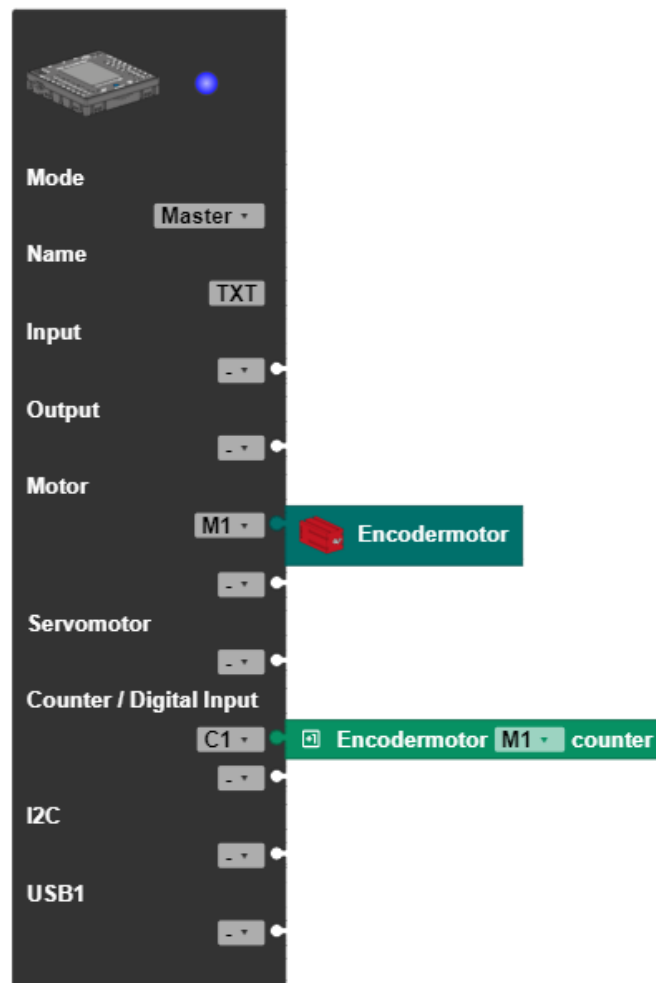 Mode
Master
Name
TXT
Input
-
Output
-
Motor
M1 Encodermotor
-
Servomotor
-
Counter / Digital Input
C1 +1 Encodermotor M1 counter
-
I2C
-
USB1
-